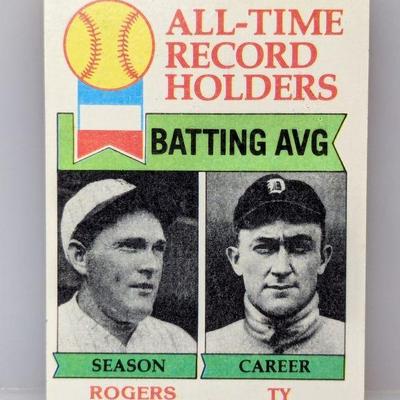 ALL-TIME
RECORD
HOLDERS
BATTING AVG
D
SEASON
CAREER
ROGERS
TY